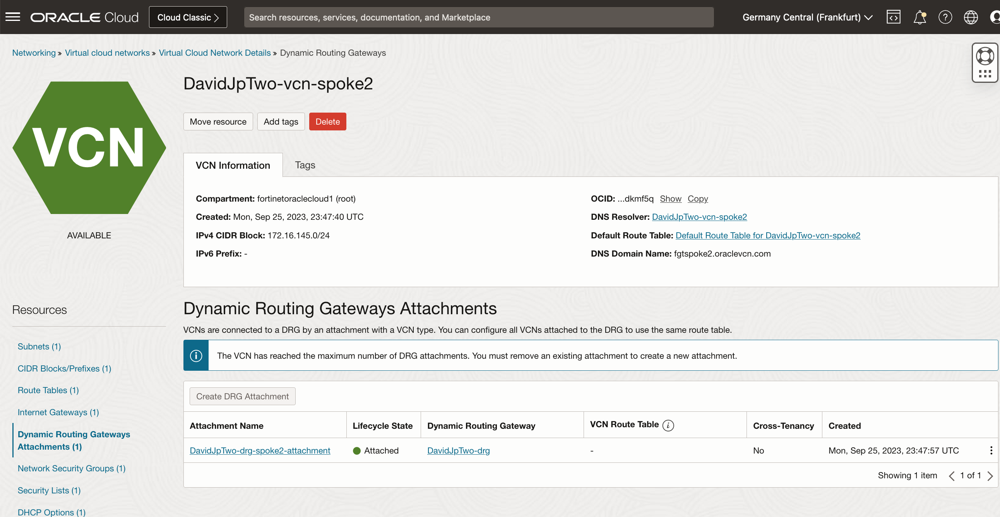 ORACLE Cloud
Cloud Classic
Search resources, services, documentation, and Marketplace
Germany Central (Frankfurt)
Networking » Virtual cloud networks » Virtual Cloud Network Details » Dynamic Routing Gateways
VCN
AVAILABLE
DavidJpTwo-vcn-spoke2
Move resource
Add tags
Delete
VCN Information
Tags
Compartment: fortinetoraclecloud1 (root)
Created: Mon, Sep 25, 2023, 23:47:40 UTC
IPv4 CIDR Block: 172.16.145.0/24
IPv6 Prefix: -
OCID: ...dkmf5q Show Copy
DNS Resolver: DavidJpTwo-vcn-spoke2
Default Route Table: Default Route Table for DavidJpTwo-vcn-spoke2
DNS Domain Name: fgtspoke2.oraclevcn.com
Resources
Subnets (1)
CIDR Blocks/Prefixes (1)
Route Tables (1)
Internet Gateways (1)
Dynamic Routing Gateways
Attachments (1)
Network Security Groups (1)
Security Lists (1)
DHCP Options (1)
Dynamic Routing Gateways Attachments
VCNs are connected to a DRG by an attachment with a VCN type. You can configure all VCNs attached to the DRG to use the same route table.
The VCN has reached the maximum number of DRG attachments. You must remove an existing attachment to create a new attachment.
Create DRG Attachment
Attachment Name
Lifecycle State
Dynamic Routing Gateway
VCN Route Table
Cross-Tenancy
Created
DavidJpTwo-drg-spoke2-attachment
Attached
DavidJpTwo-drg
-
No
Mon, Sep 25, 2023, 23:47:57 UTC
Showing 1 item
1 of 1